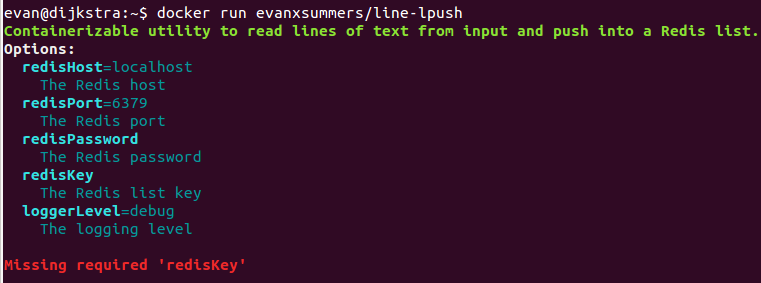 evan@dijkstra:~$ docker run evanxsummers/line-lpush
Containerizable utility to read lines of text from input and push into a Redis list.
Options:
redisHost=localhost
The Redis host
redisPort=6379
The Redis port
redisPassword
The Redis password
redisKey
The Redis list key
loggerLevel=debug
The logging level
Missing required 'redisKey'